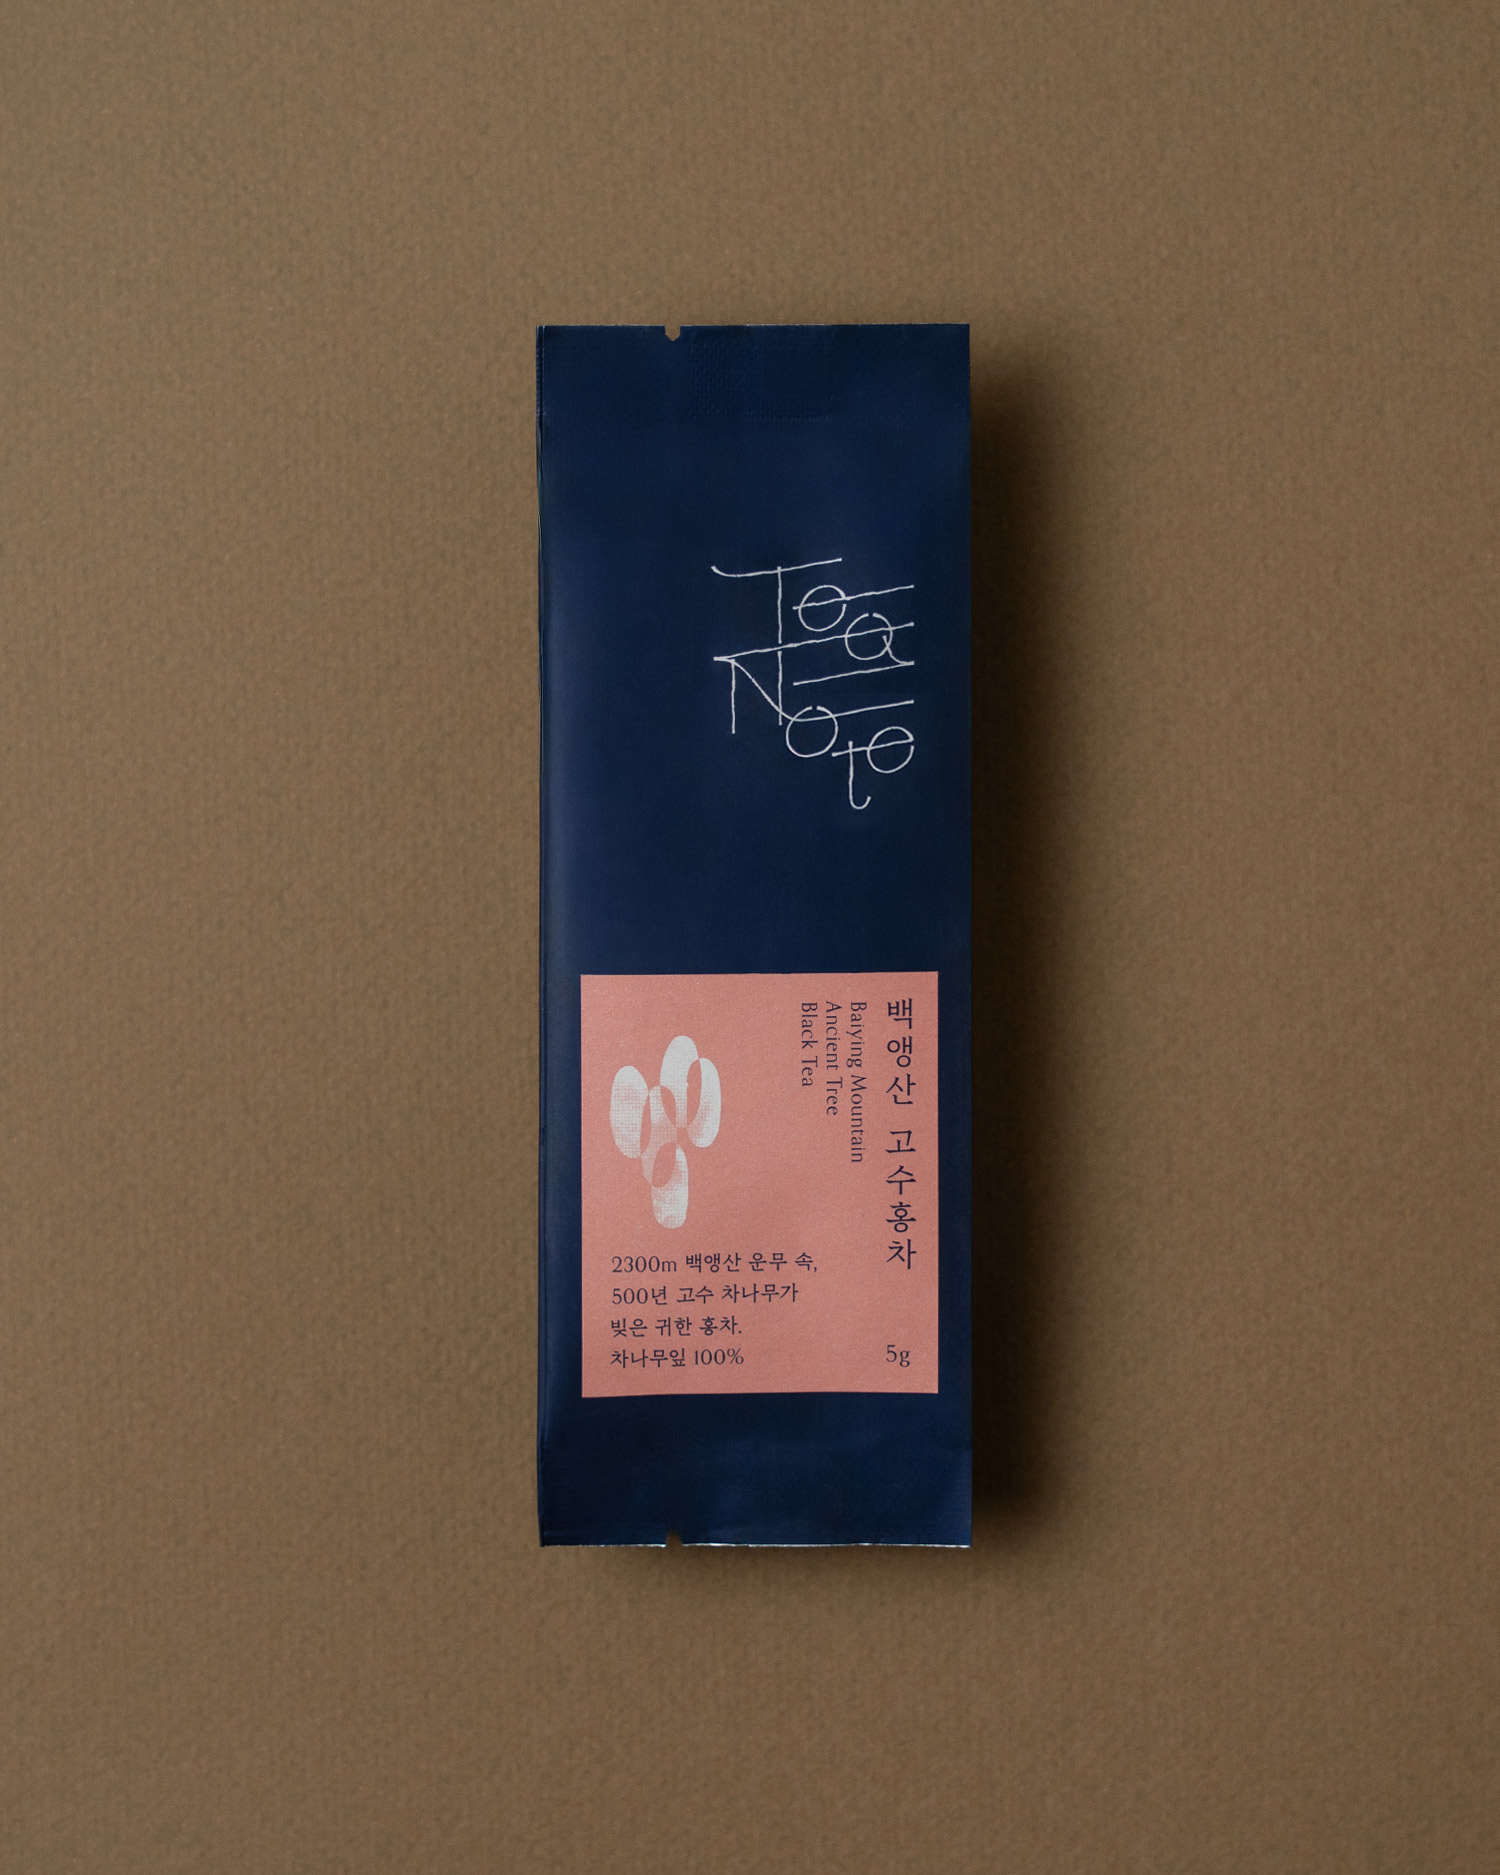 Tea
Note
백앵산 고수홍차
Baiying Mountain
Ancient Tree
Black Tea
2300m 백앵산 운무 속,
500년 고수 차나무가
빚은 귀한 홍차.
차나무잎 100%
5g